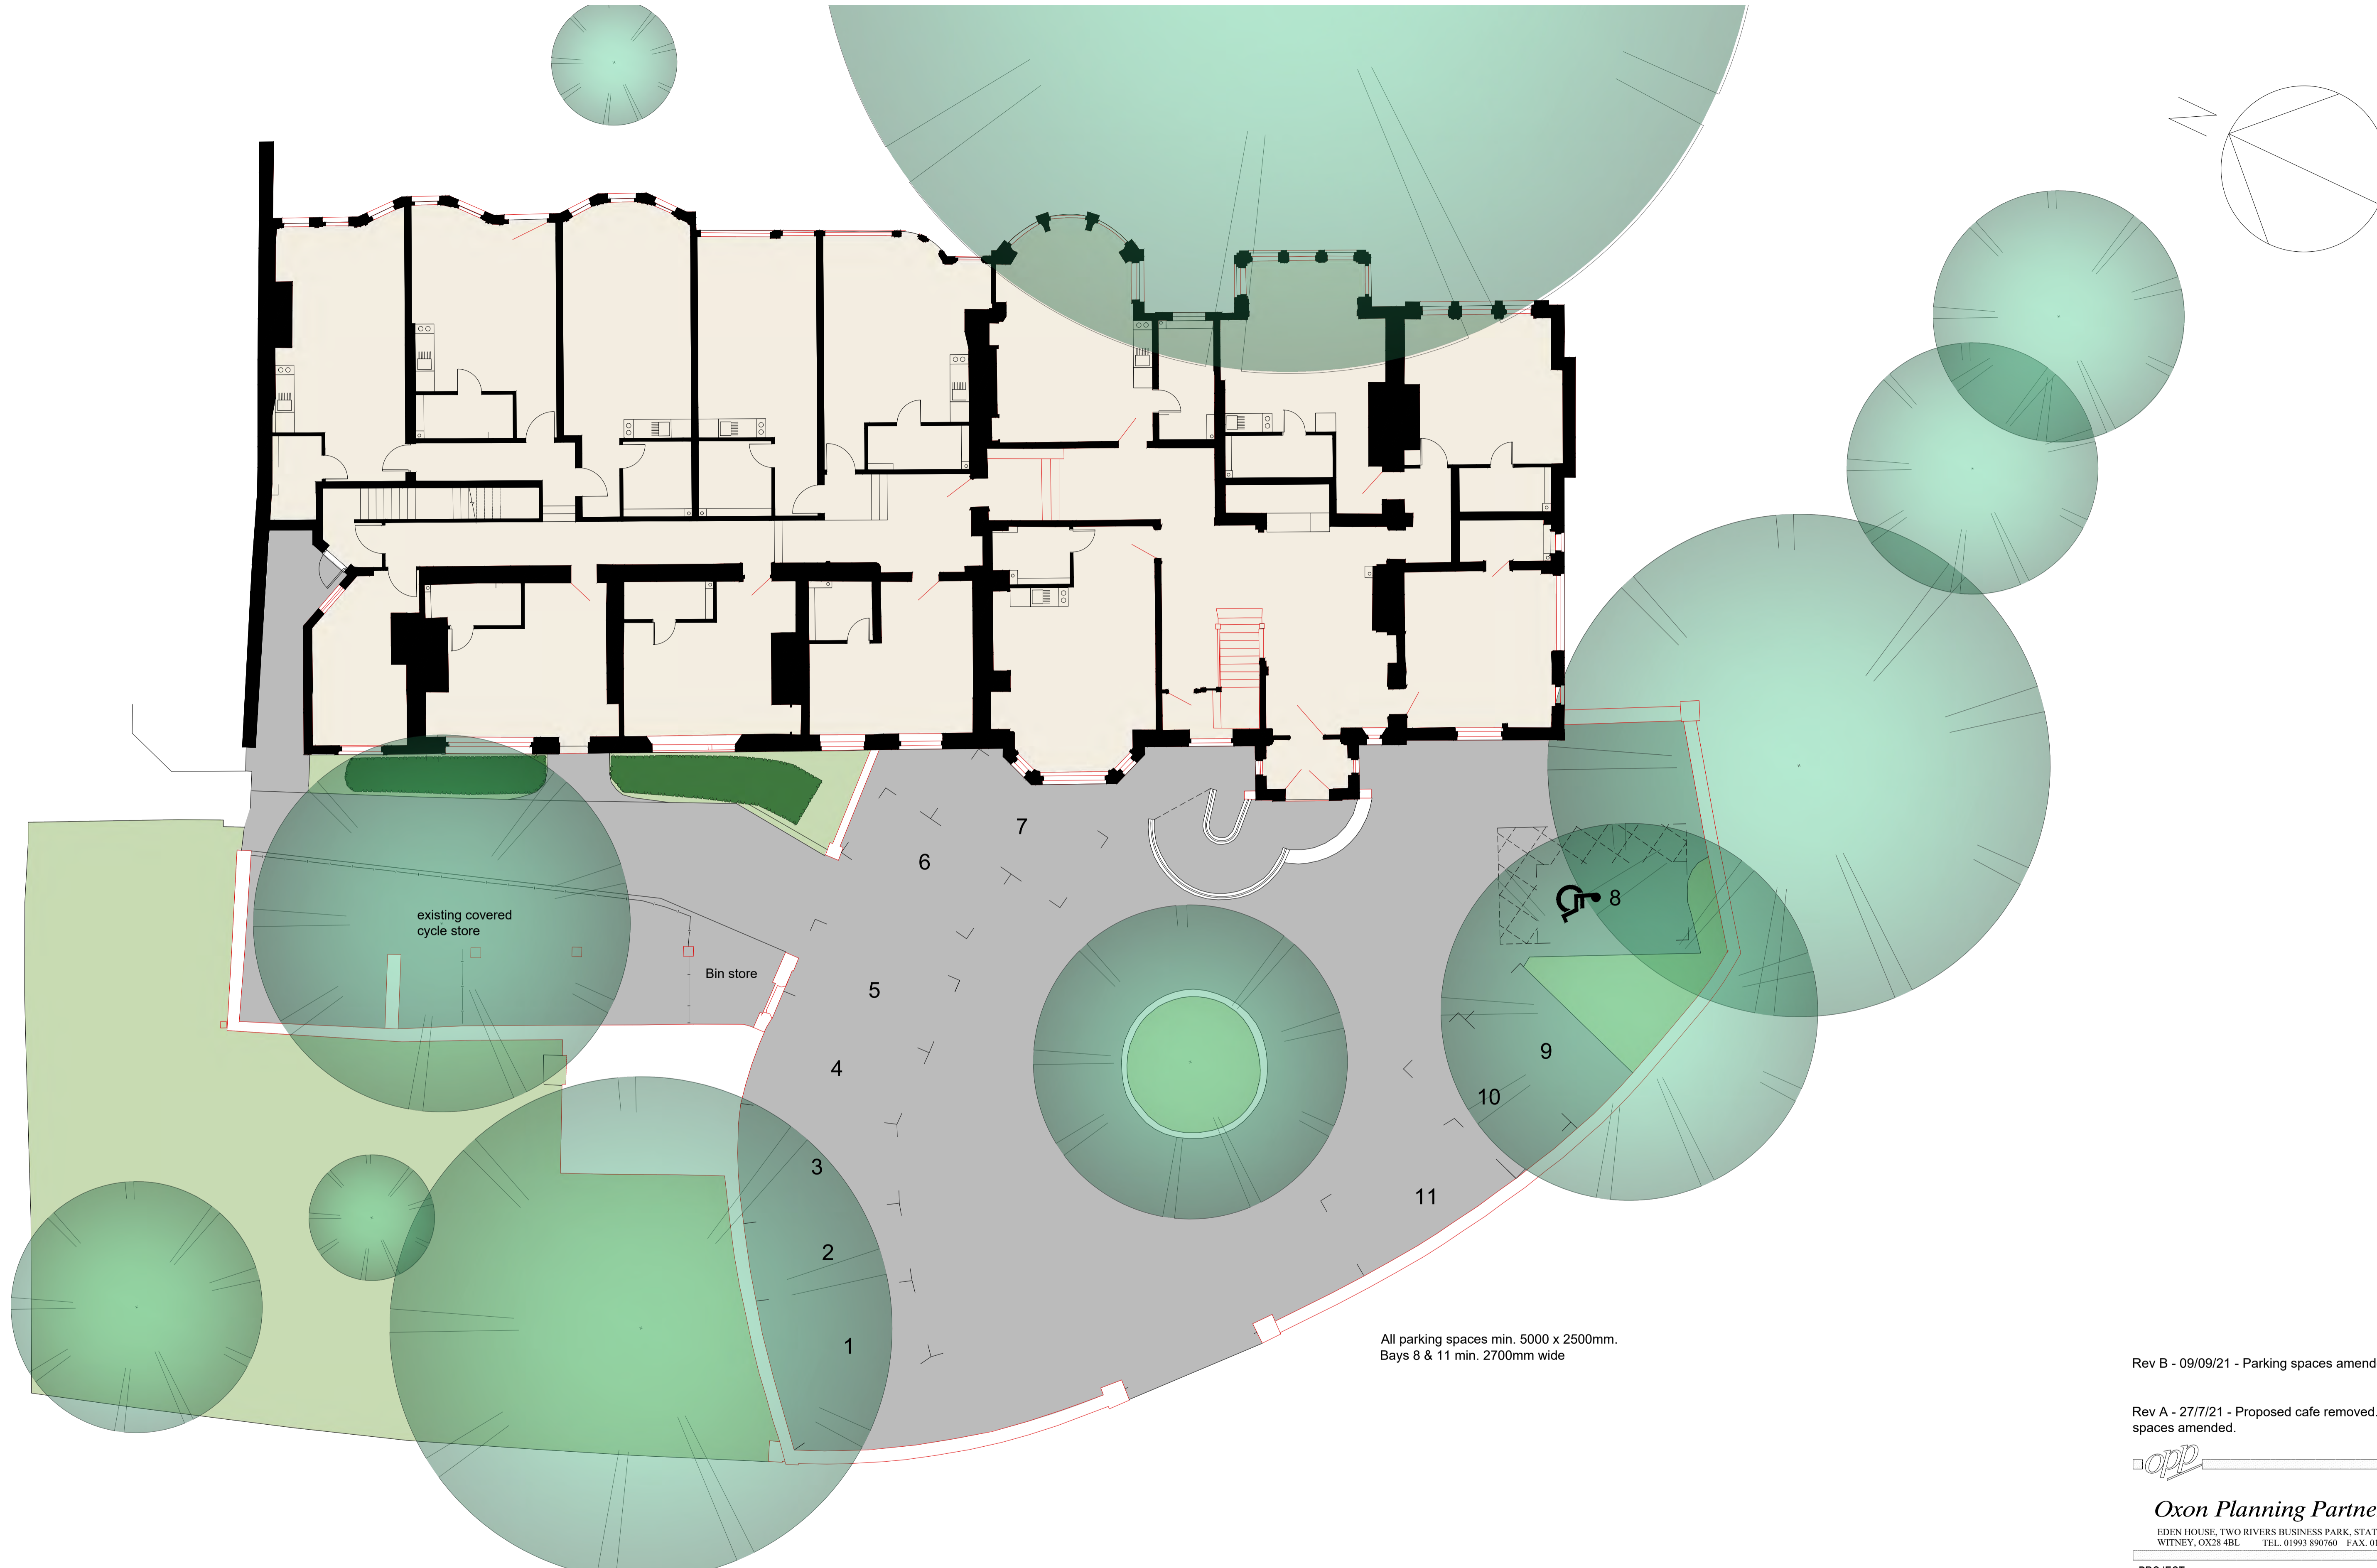 7
6
8
existing covered
cycle store
Bin store
5
9
4
10
3
11
2
1
All parking spaces min. 5000 x 2500mm.
Bays 8 & 11 min. 2700mm wide
Rev B - 09/09/21 - Parking spaces amend
Rev A - 27/7/21 - Proposed cafe removed.
spaces amended.
opp
Oxon Planning Partne
EDEN HOUSE, TWO RIVERS BUSINESS PARK, STAT
WITNEY, OX28 4BL TEL. 01993 890760 FAX. 01